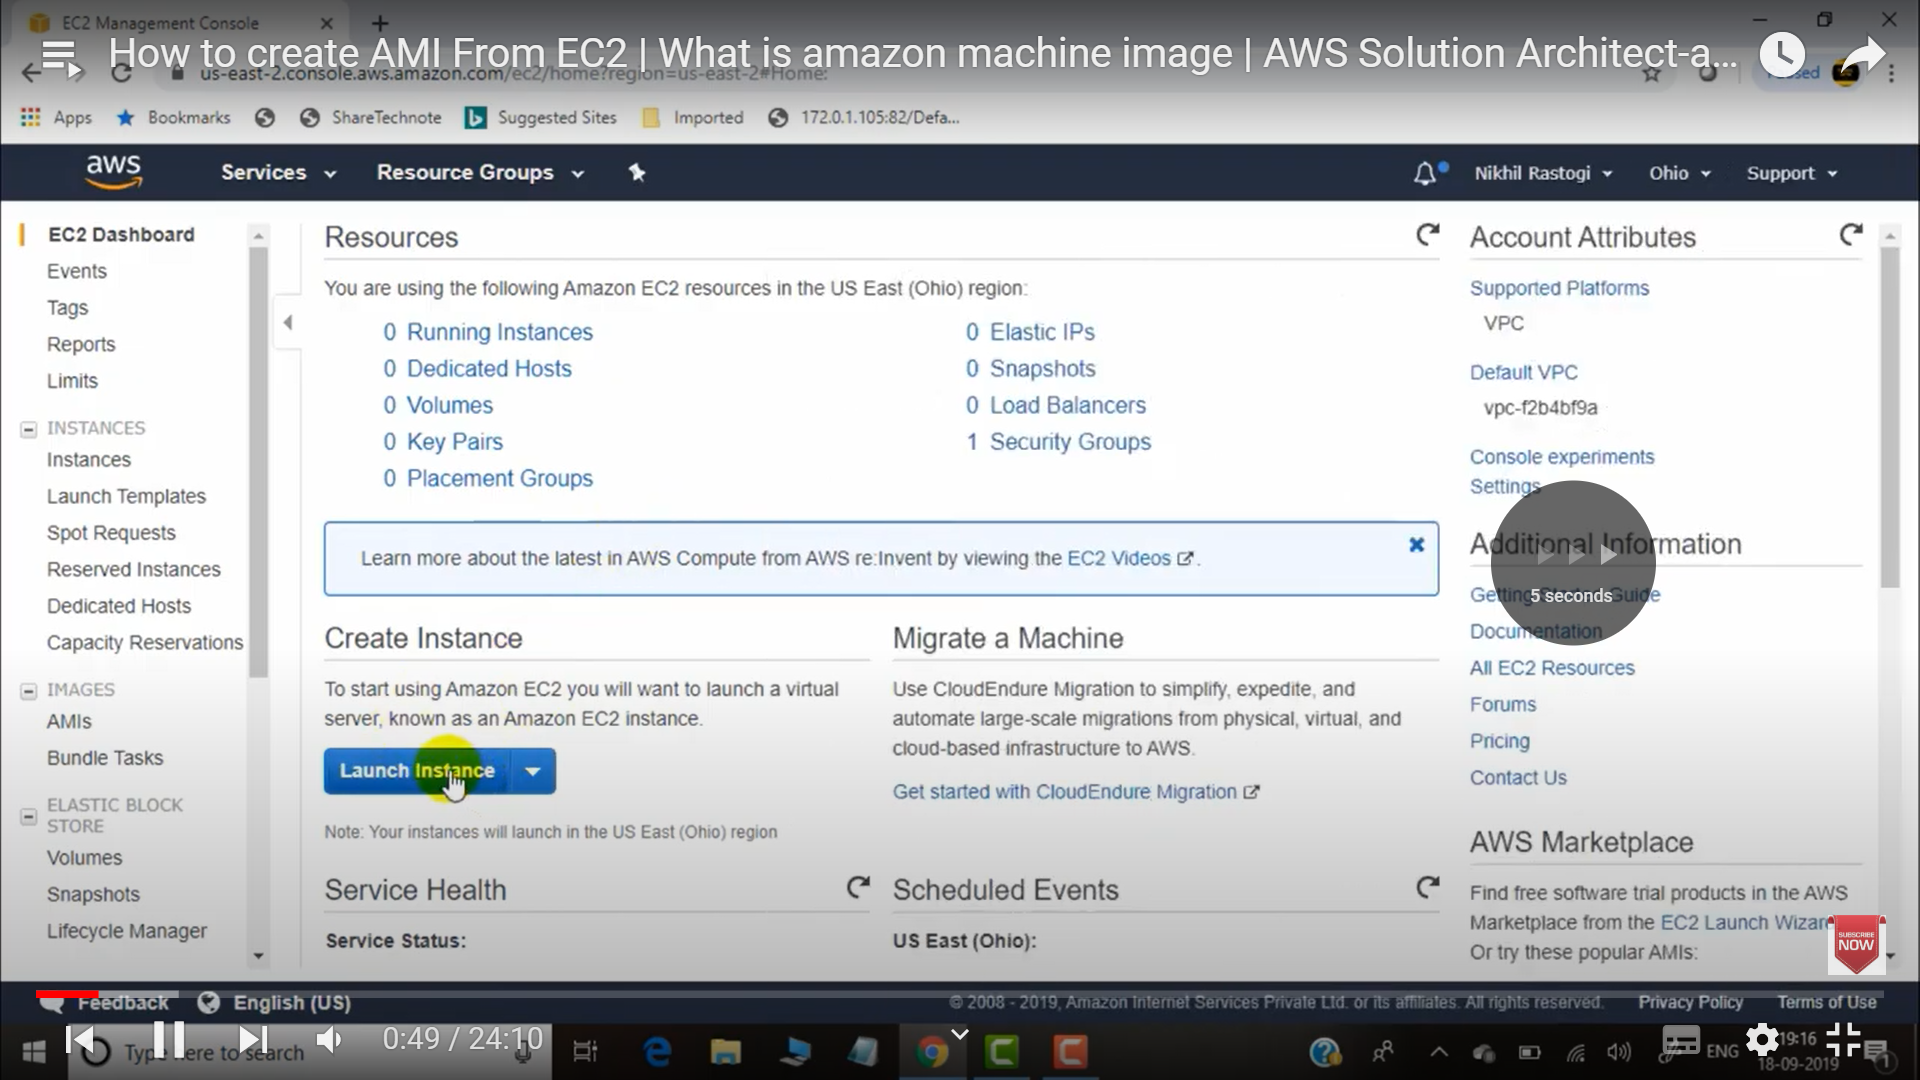 EC2 Management Console
How to create AMI From EC2 | What is amazon machine image | AWS Solution Architect-a...
us-east-2.console.aws.amazon.com/ec2/home?region=us-east-2#Home:
Apps
Bookmarks
ShareTechnote
Suggested Sites
Imported
172.0.1.105:82/Defa...
aws
Services
Resource Groups
Nikhil Rastogi
Ohio
Support
EC2 Dashboard
Events
Tags
Reports
Limits
INSTANCES
Instances
Launch Templates
Spot Requests
Reserved Instances
Dedicated Hosts
Capacity Reservations
IMAGES
AMIs
Bundle Tasks
ELASTIC BLOCK
STORE
Volumes
Snapshots
Lifecycle Manager
Resources
You are using the following Amazon EC2 resources in the US East (Ohio) region:
0 Running Instances
0 Dedicated Hosts
0 Volumes
0 Key Pairs
0 Placement Groups
0 Elastic IPs
0 Snapshots
0 Load Balancers
1 Security Groups
Learn more about the latest in AWS Compute from AWS re:Invent by viewing the EC2 Videos .
Create Instance
To start using Amazon EC2 you will want to launch a virtual
server, known as an Amazon EC2 instance.
Launch Instance
Note: Your instances will launch in the US East (Ohio) region
Migrate a Machine
Use CloudEndure Migration to simplify, expedite, and
automate large-scale migrations from physical, virtual, and
cloud-based infrastructure to AWS.
Get started with CloudEndure Migration
Service Health
Service Status:
Scheduled Events
US East (Ohio):
Account Attributes
Supported Platforms
VPC
Default VPC
vpc-f2b4bf9a
Console experiments
Settings
Additional Information
Getting Started Guide
5 seconds
Documentation
All EC2 Resources
Forums
Pricing
Contact Us
AWS Marketplace
Find free software trial products in the AWS
Marketplace from the EC2 Launch Wizard
Or try these popular AMIs:
SUBSCRIBE
NOW
Feedback
English (US)
© 2008 - 2019, Amazon Internet Services Private Ltd. or its affiliates. All rights reserved.
Privacy Policy
Terms of Use
0:49 / 24:10
Type here to search
ENG
19:16
18-09-2019
1